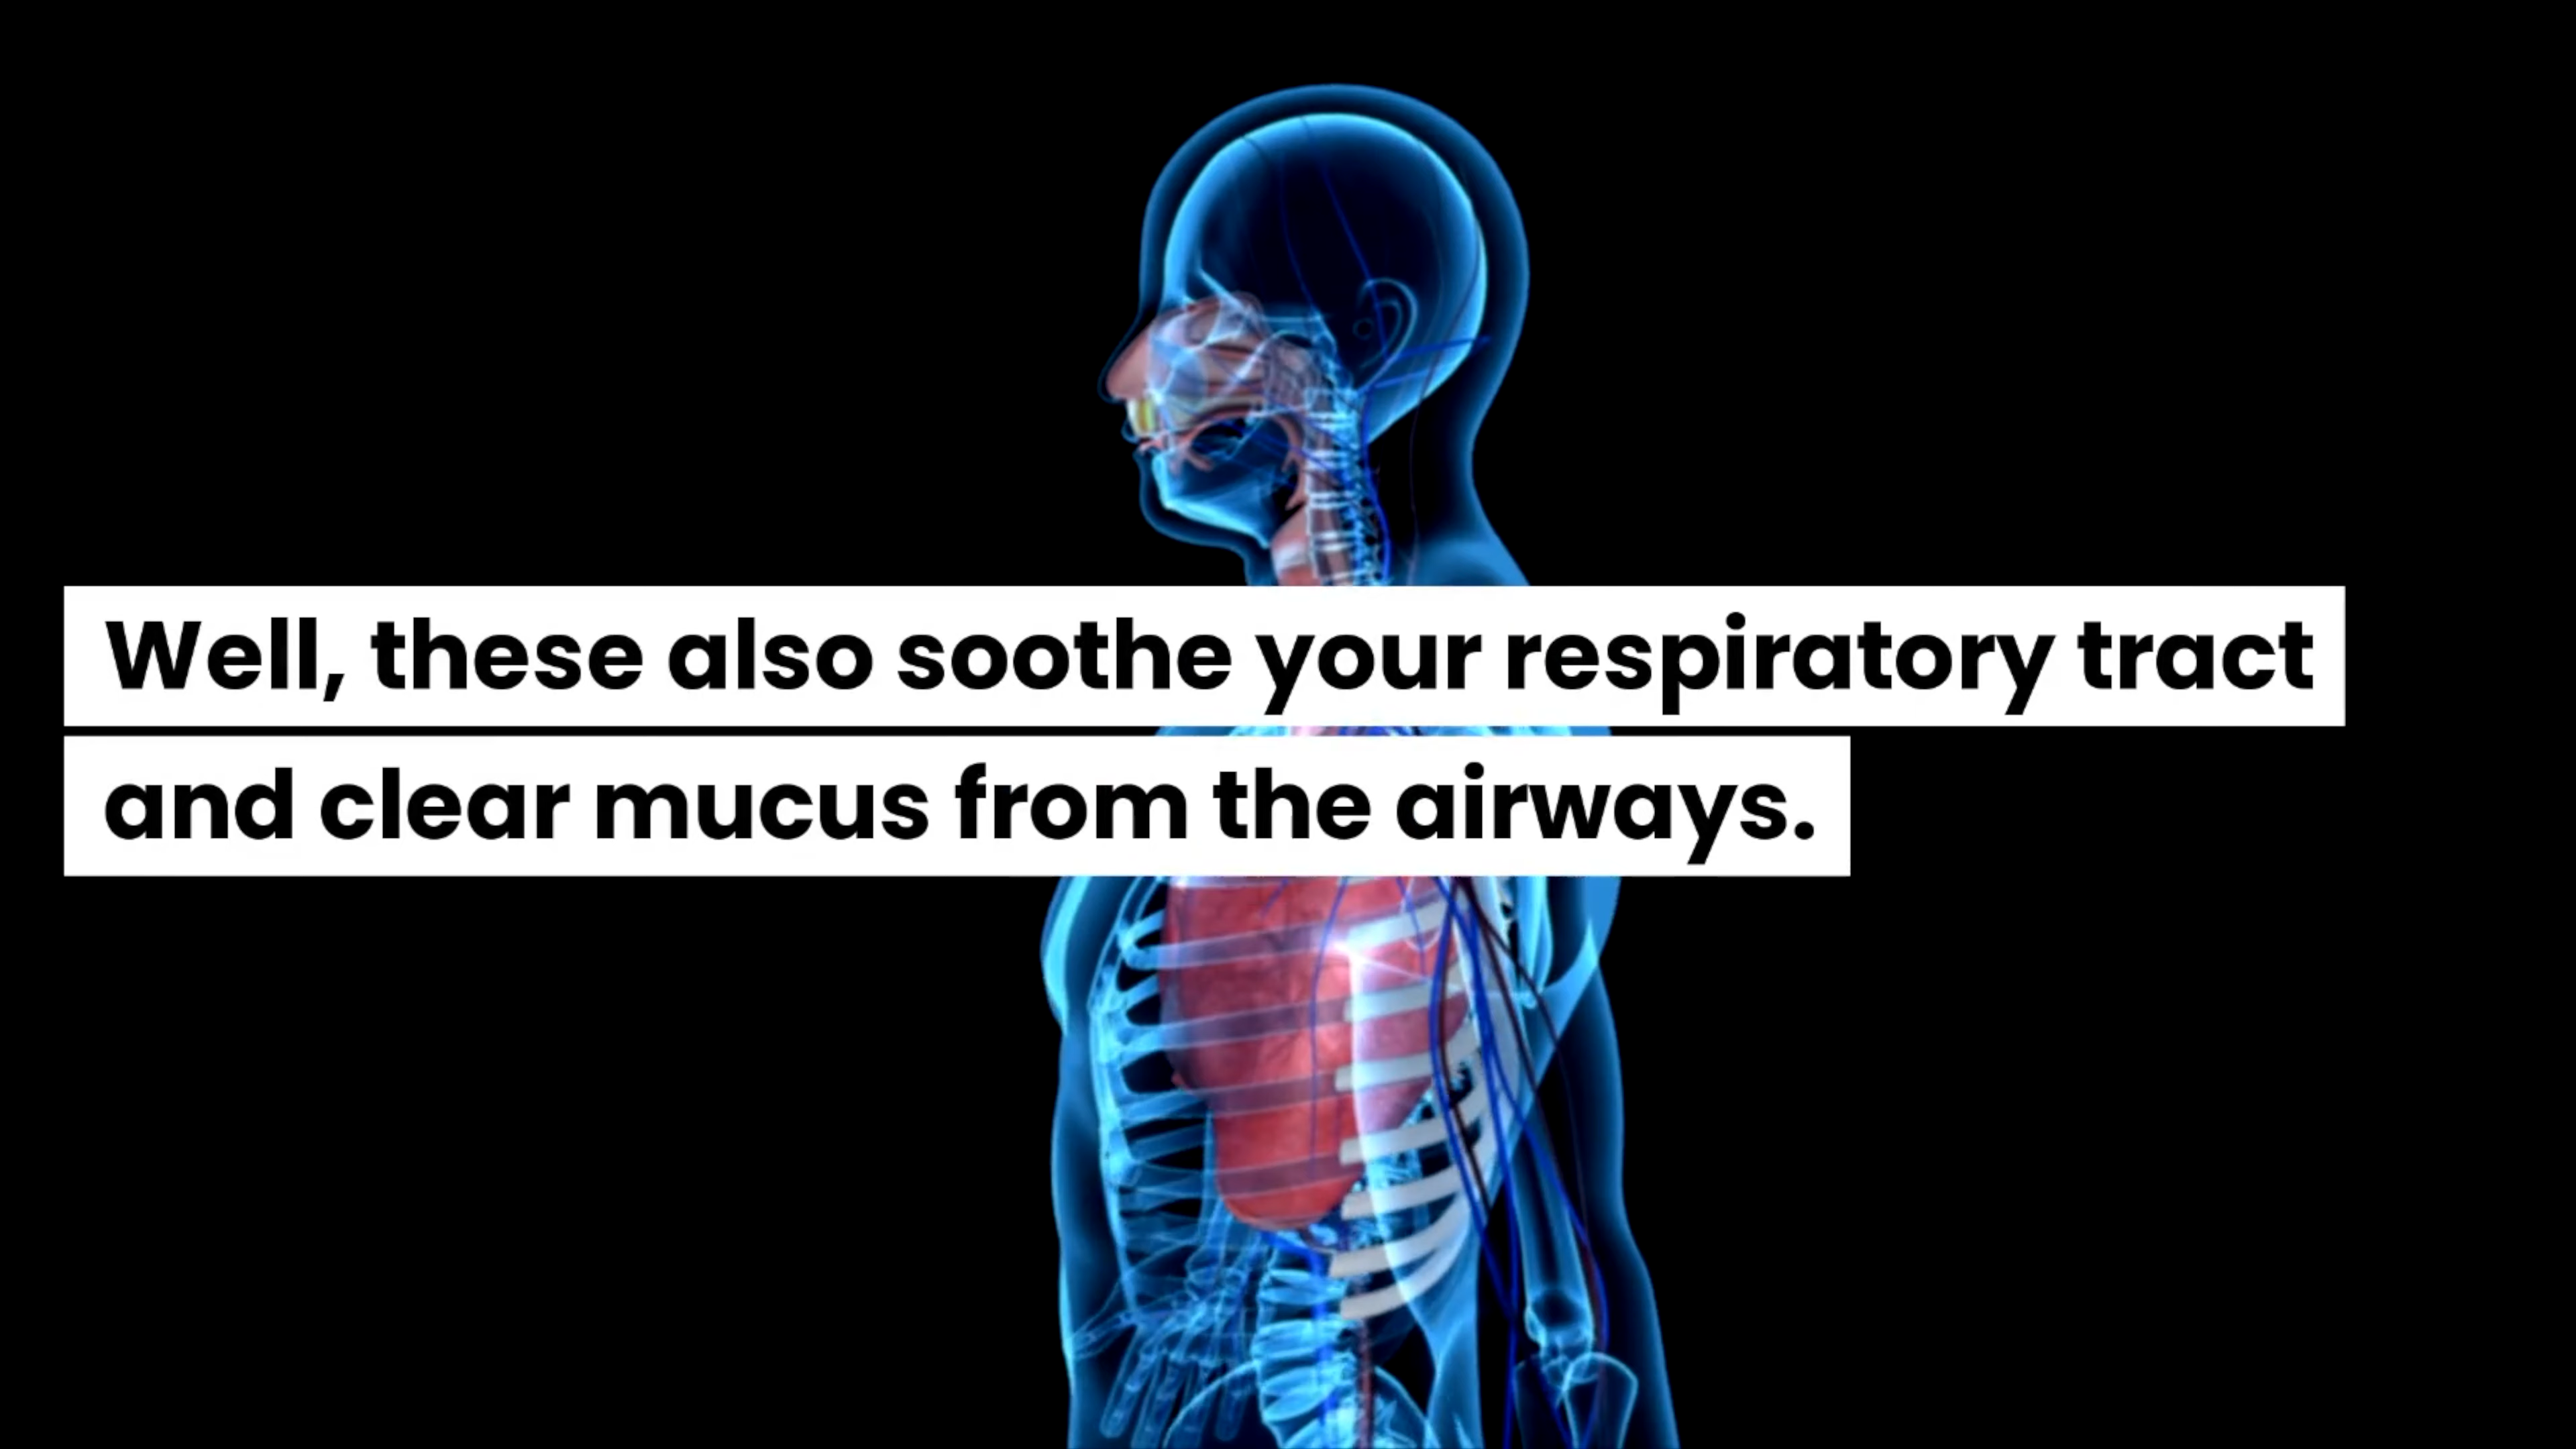 Well, these also soothe your respiratory tract
and clear mucus from the airways.